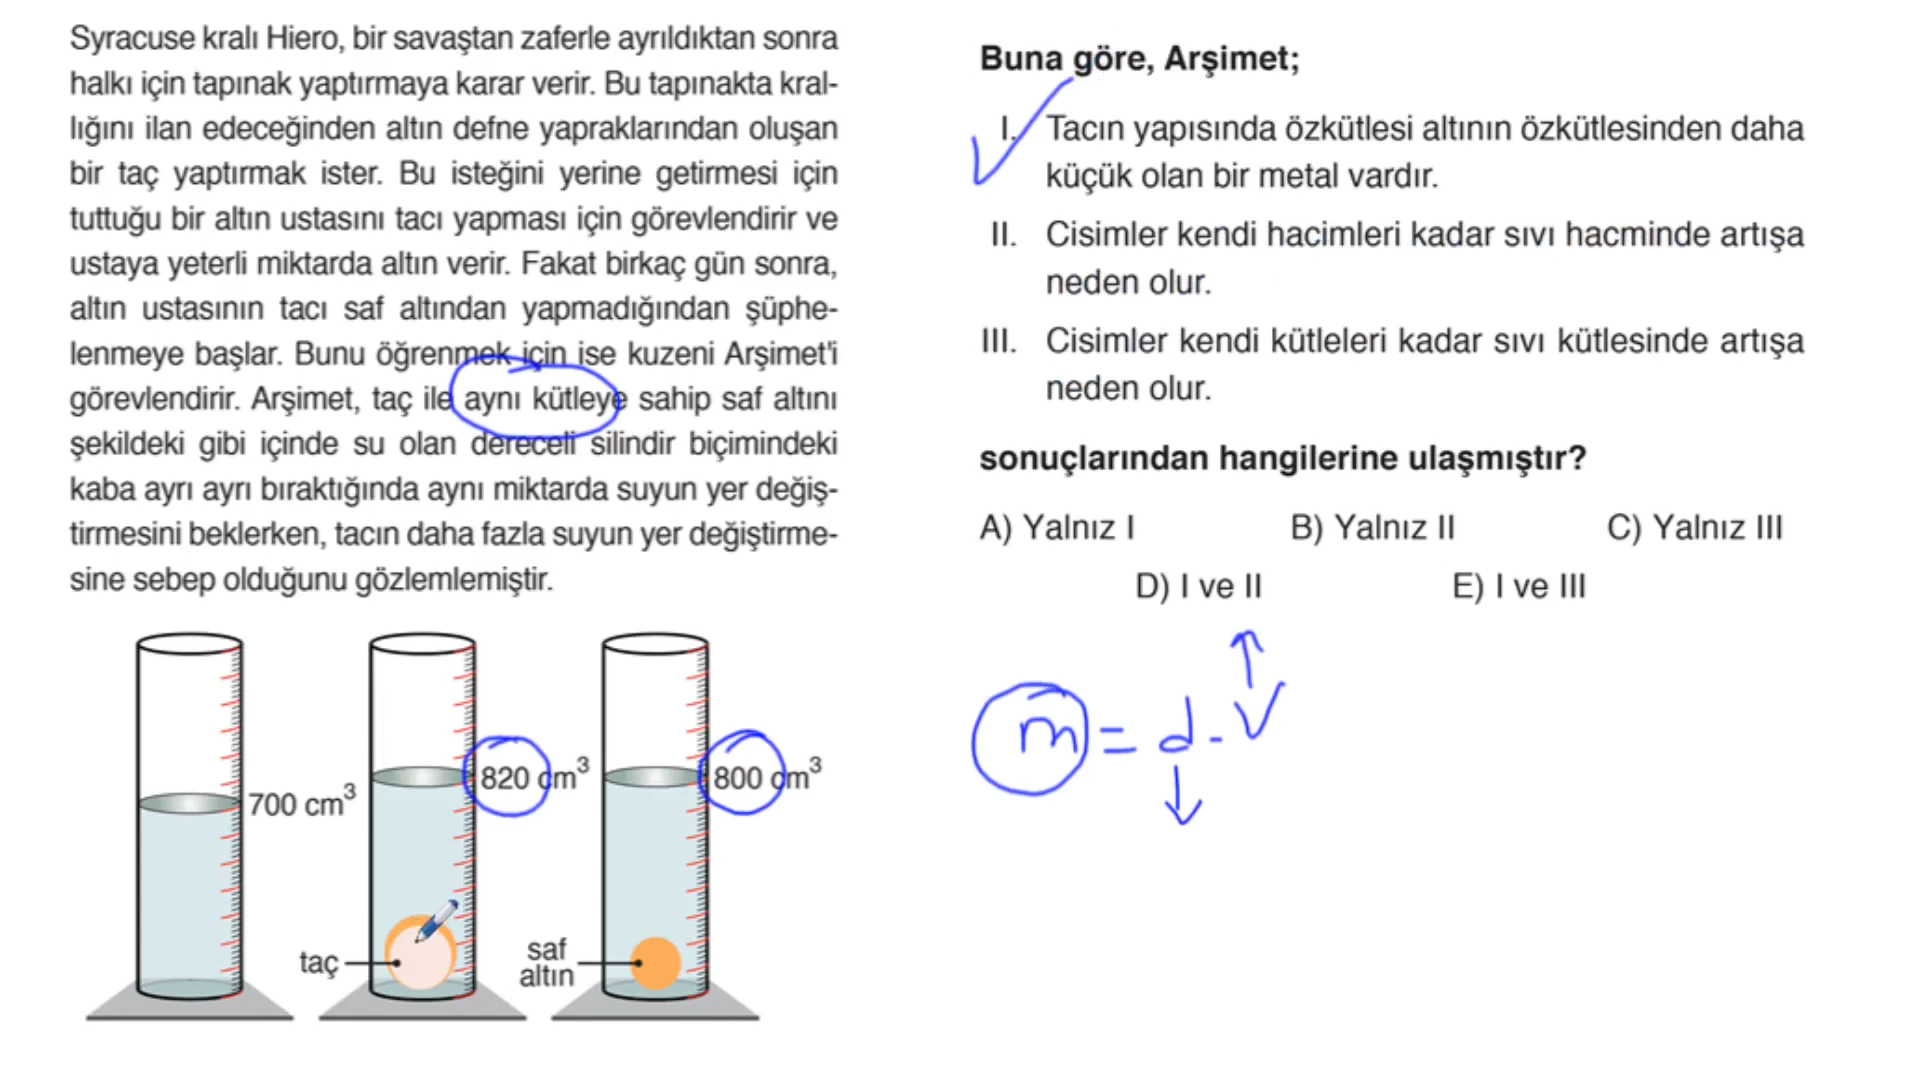 Syracuse kralı Hiero, bir savaştan zaferle ayrıldıktan sonra
halkı için tapınak yaptırmaya karar verir. Bu tapınakta kral-
lığını ilan edeceğinden altın defne yapraklarından oluşan
bir taç yaptırmak ister. Bu isteğini yerine getirmesi için
tuttuğu bir altın ustasını tacı yapması için görevlendirir ve
ustaya yeterli miktarda altın verir. Fakat birkaç gün sonra,
altın ustasının tacı saf altından yapmadığından şüphe-
lenmeye başlar. Bunu öğrenmek için ise kuzeni Arşimet'i
görevlendirir. Arşimet, taç ile aynı kütleye sahip saf altını
şekildeki gibi içinde su olan dereceli silindir biçimindeki
kaba ayrı ayrı bıraktığında aynı miktarda suyun yer değiş-
tirmesini beklerken, tacın daha fazla suyun yer değiştirme-
sine sebep olduğunu gözlemlemiştir.
700 cm³
820 cm³
800 cm³
taç
saf
altın
Buna göre, Arşimet;
I. Tacın yapısında özkütlesi altının özkütlesinden daha
küçük olan bir metal vardır.
II. Cisimler kendi hacimleri kadar sıvı hacminde artışa
neden olur.
III. Cisimler kendi kütleleri kadar sıvı kütlesinde artışa
neden olur.
sonuçlarından hangilerine ulaşmıştır?
A) Yalnız I B) Yalnız II C) Yalnız III
D) I ve II E) I ve III
m = d . V